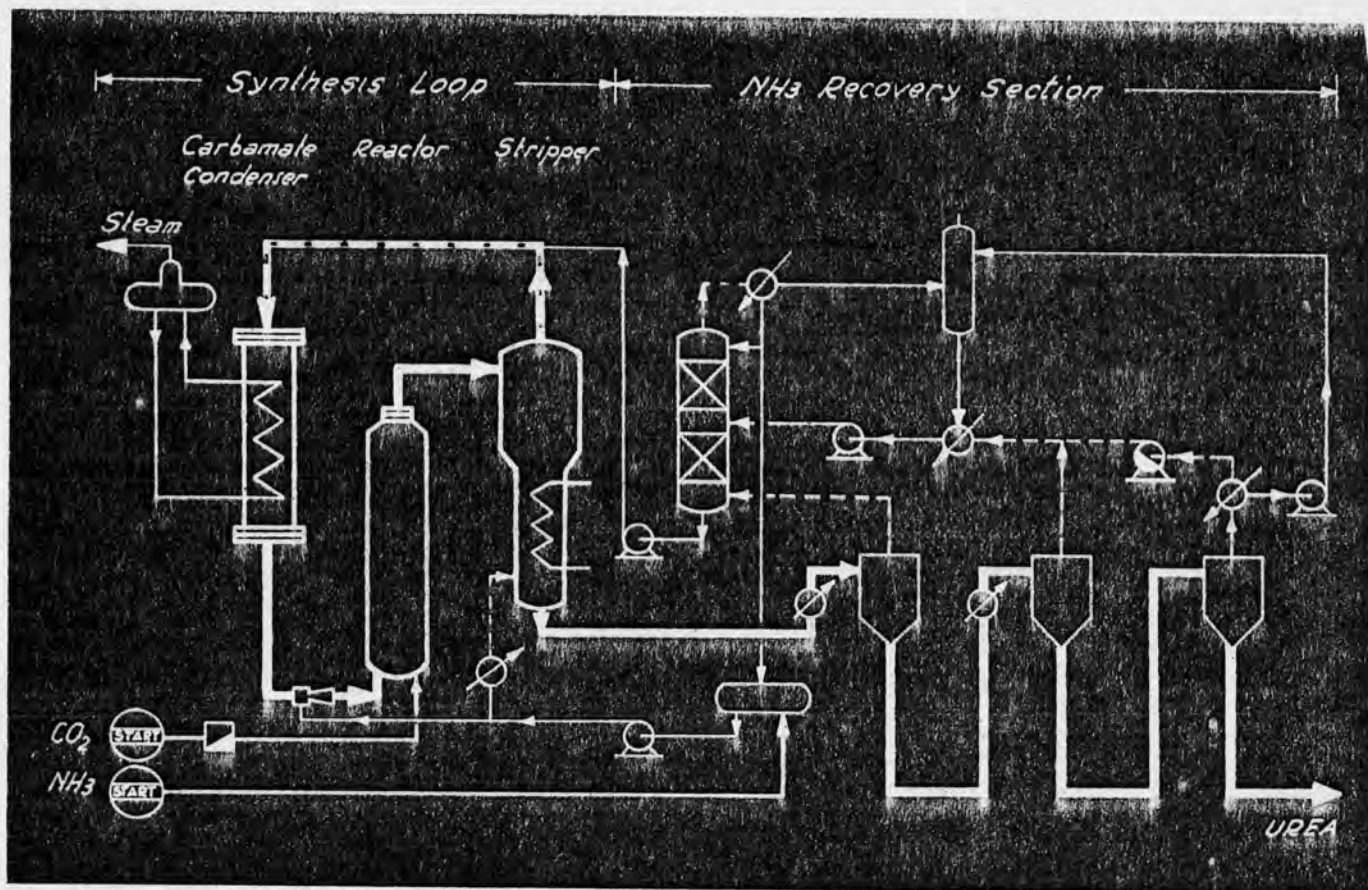 Synthesis Loop
NH3 Recovery Section
Carbamate Reactor Stripper
Condenser
Steam
CO2 START
NH3 START
UREA